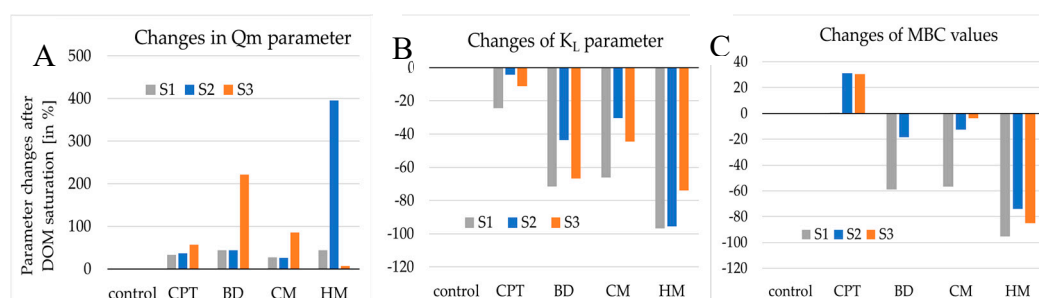 A
Changes in Qm parameter
Parameter changes after
DOM saturation [in %]
500
400
300
200
100
0
S1 S2 S3
control CPT BD CM HM
B
Changes of KL parameter
0
-20
-40
-60
-80
-100
-120
S1 S2 S3
control CPT BD CM HM
C
Changes of MBC values
40
20
0
-20
-40
-60
-80
-100
-120
S1 S2 S3
control CPT BD CM HM